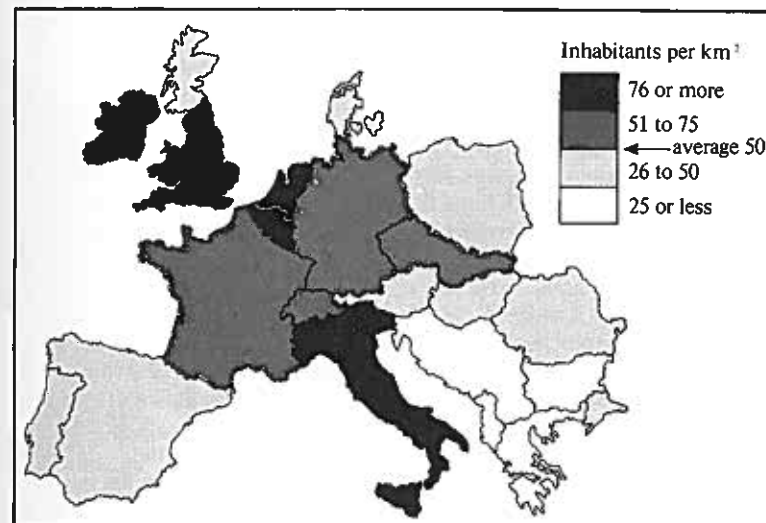 Inhabitants per km²
76 or more
51 to 75
average 50
26 to 50
25 or less